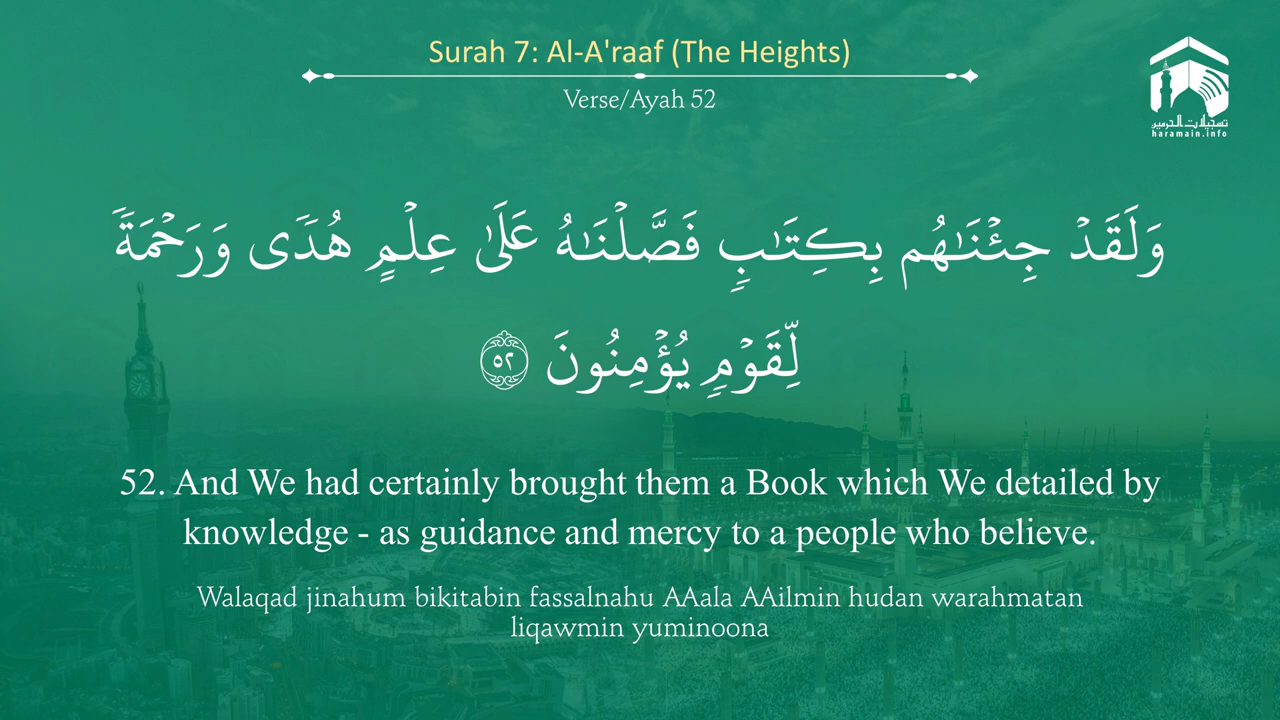 Surah 7: Al-A'raaf (The Heights)
Verse/Ayah 52
تسجيلات الحرمين
haramain.info
وَلَقَدۡ جِئۡنَـٰهُم بِكِتَـٰبٖ فَصَّلۡنَـٰهُ عَلَىٰ عِلۡمٍ هُدٗى وَرَحۡمَةٗ
لِّقَوۡمٖ يُؤۡمِنُونَ ٥٢
52. And We had certainly brought them a Book which We detailed by
knowledge - as guidance and mercy to a people who believe.
Walaqad jinahum bikitabin fassalnahu AAala AAilmin hudan warahmatan
liqawmin yuminoona